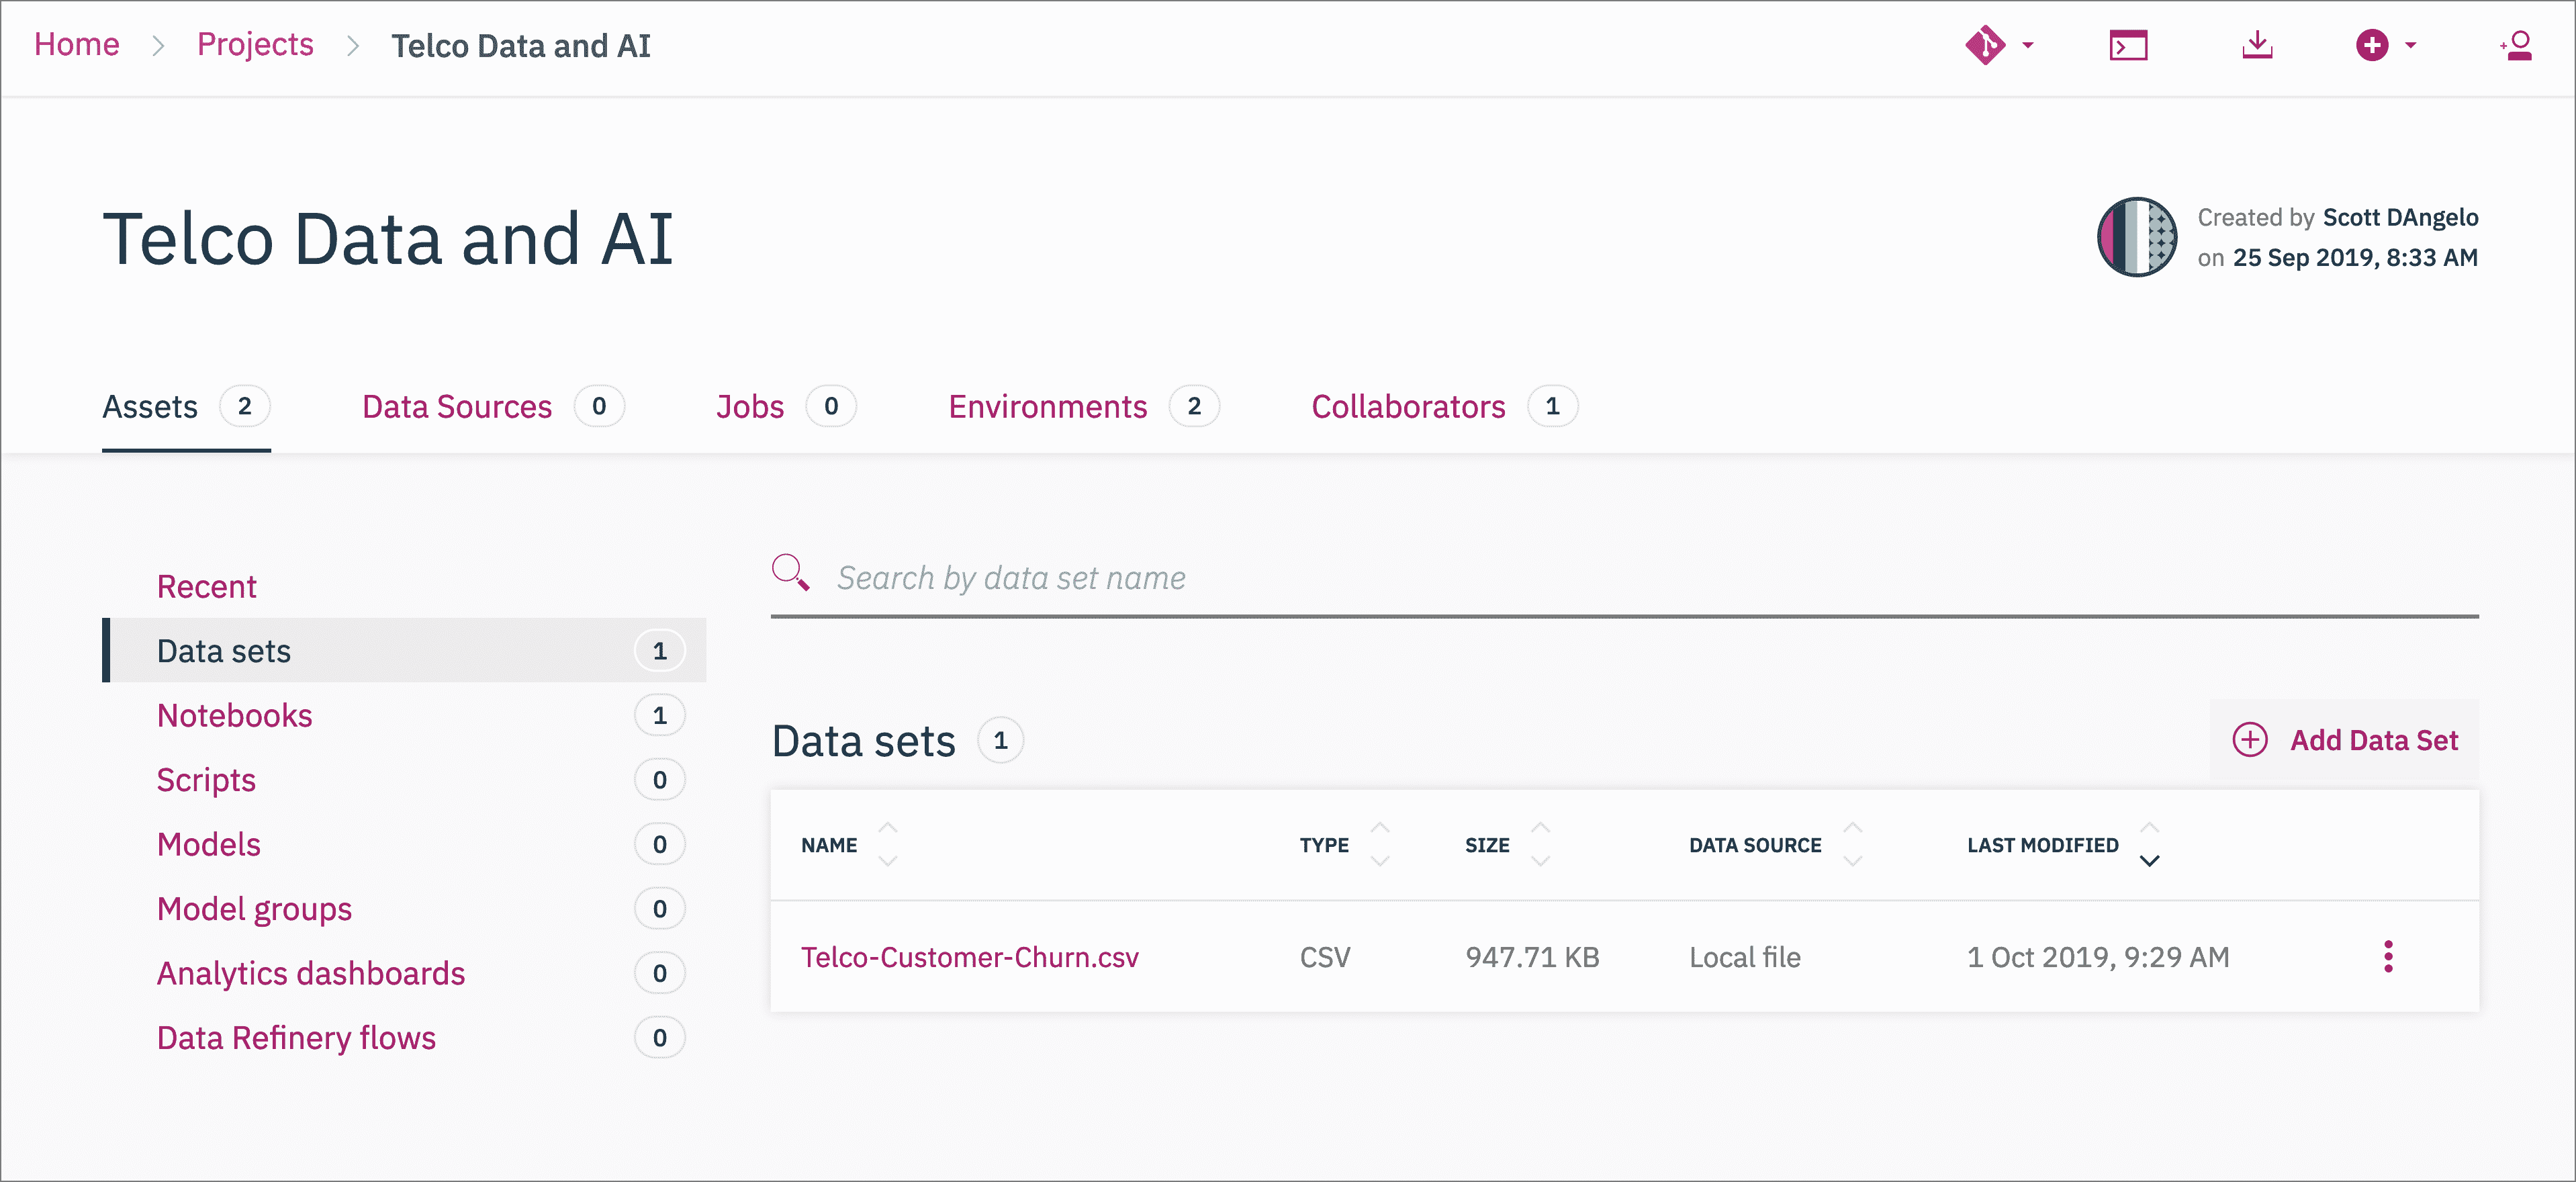 Home > Projects > Telco Data and AI
Telco Data and AI
Created by Scott DAngelo
on 25 Sep 2019, 8:33 AM
Assets 2 Data Sources 0 Jobs 0 Environments 2 Collaborators 1
Recent
Data sets 1
Notebooks 1
Scripts 0
Models 0
Model groups 0
Analytics dashboards 0
Data Refinery flows 0
Search by data set name
Data sets 1
Add Data Set
NAME TYPE SIZE DATA SOURCE LAST MODIFIED
Telco-Customer-Churn.csv CSV 947.71 KB Local file 1 Oct 2019, 9:29 AM